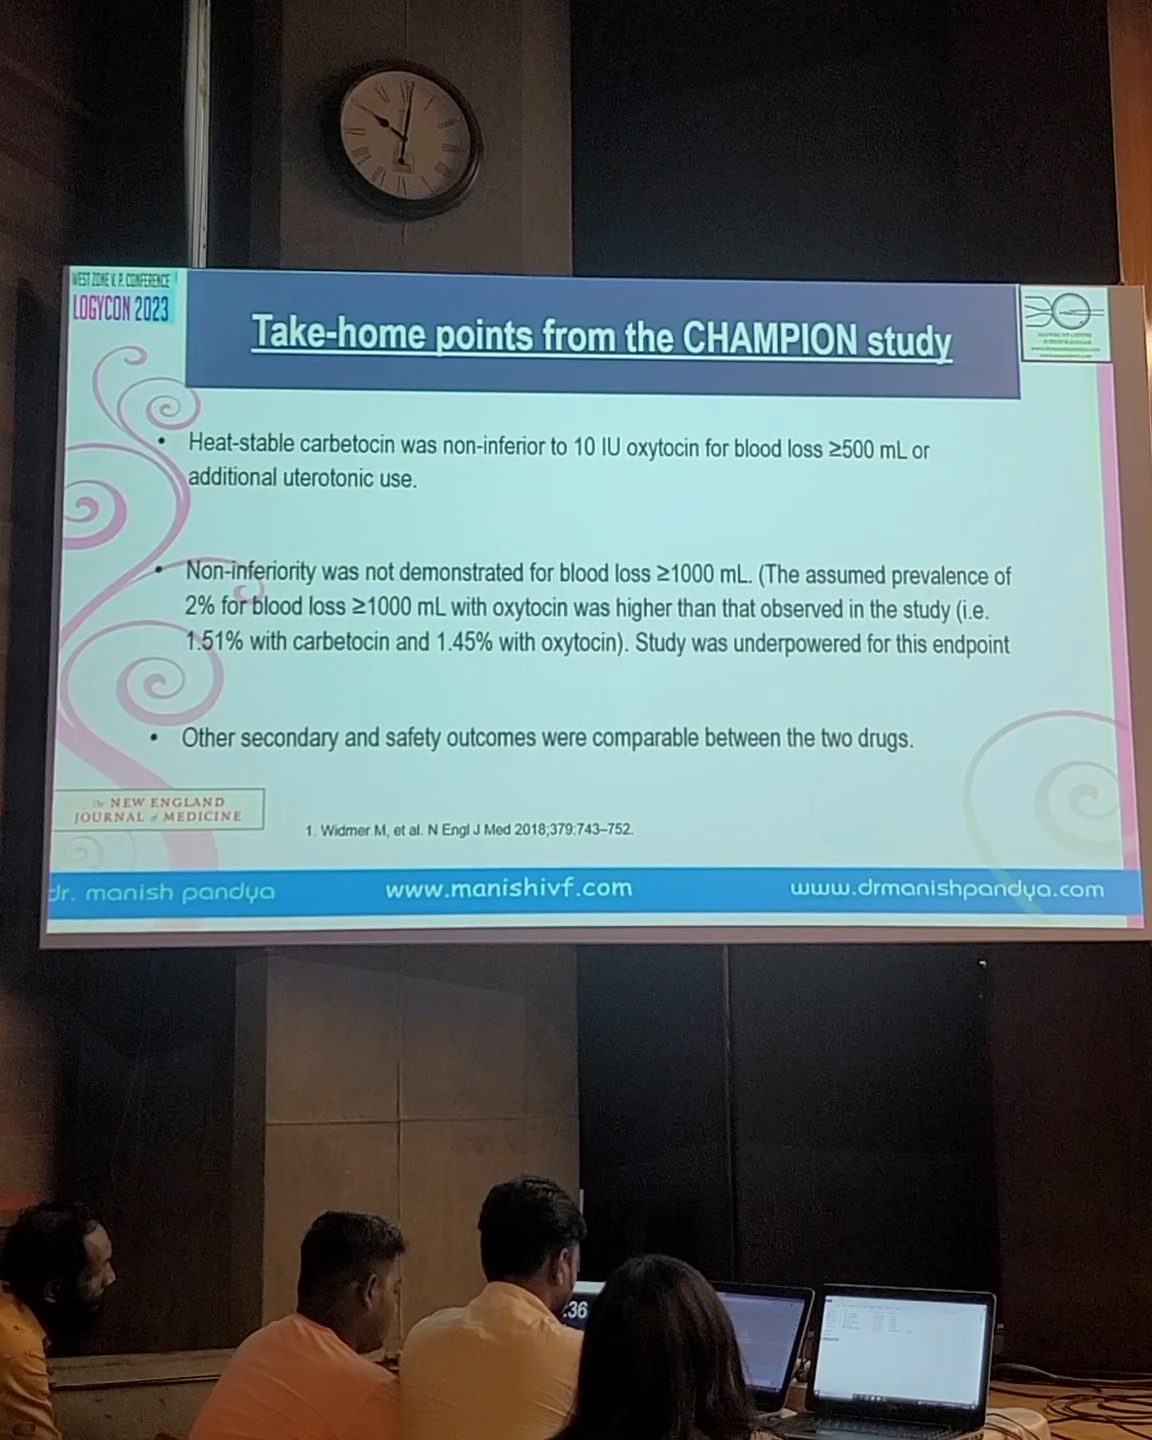 WEST ZONE V. P. CONFERENCE
LOGYCON 2023
Take-home points from the CHAMPION study
• Heat-stable carbetocin was non-inferior to 10 IU oxytocin for blood loss ≥500 mL or
additional uterotonic use.
• Non-inferiority was not demonstrated for blood loss ≥1000 mL. (The assumed prevalence of
2% for blood loss ≥1000 mL with oxytocin was higher than that observed in the study (i.e.
1.51% with carbetocin and 1.45% with oxytocin). Study was underpowered for this endpoint
• Other secondary and safety outcomes were comparable between the two drugs.
The NEW ENGLAND
JOURNAL of MEDICINE
1. Widmer M, et al. N Engl J Med 2018;379:743–752.
dr. manish pandya
www.manishivf.com
www.drmanishpandya.com
:36